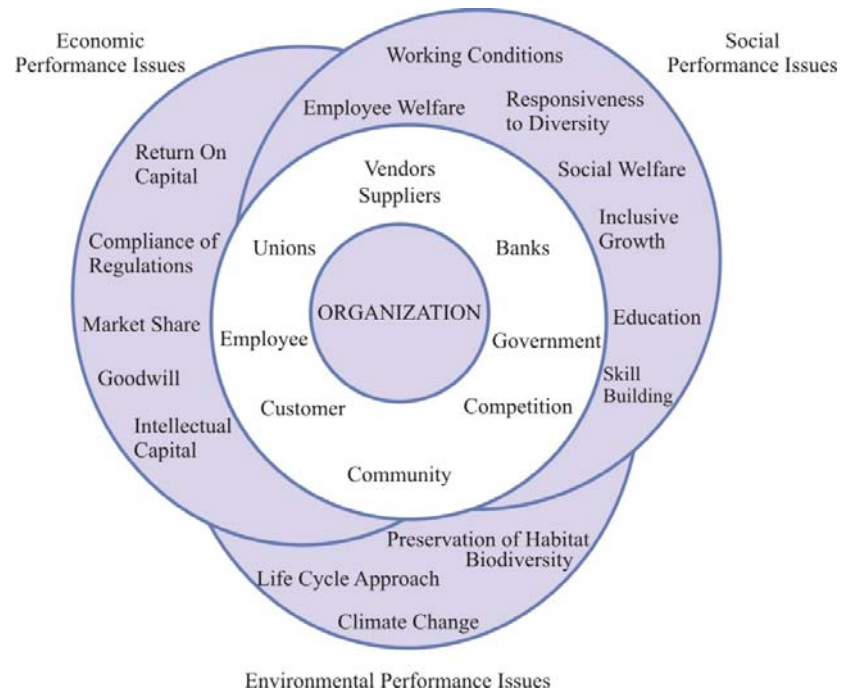 Economic
Performance Issues
Social
Performance Issues
Working Conditions
Employee Welfare
Responsiveness
to Diversity
Return On
Capital
Social Welfare
Compliance of
Regulations
Inclusive
Growth
Market Share
Education
Goodwill
Skill
Building
Intellectual
Capital
Vendors
Suppliers
Unions
Banks
ORGANIZATION
Employee
Government
Customer
Competition
Community
Preservation of Habitat
Biodiversity
Life Cycle Approach
Climate Change
Environmental Performance Issues